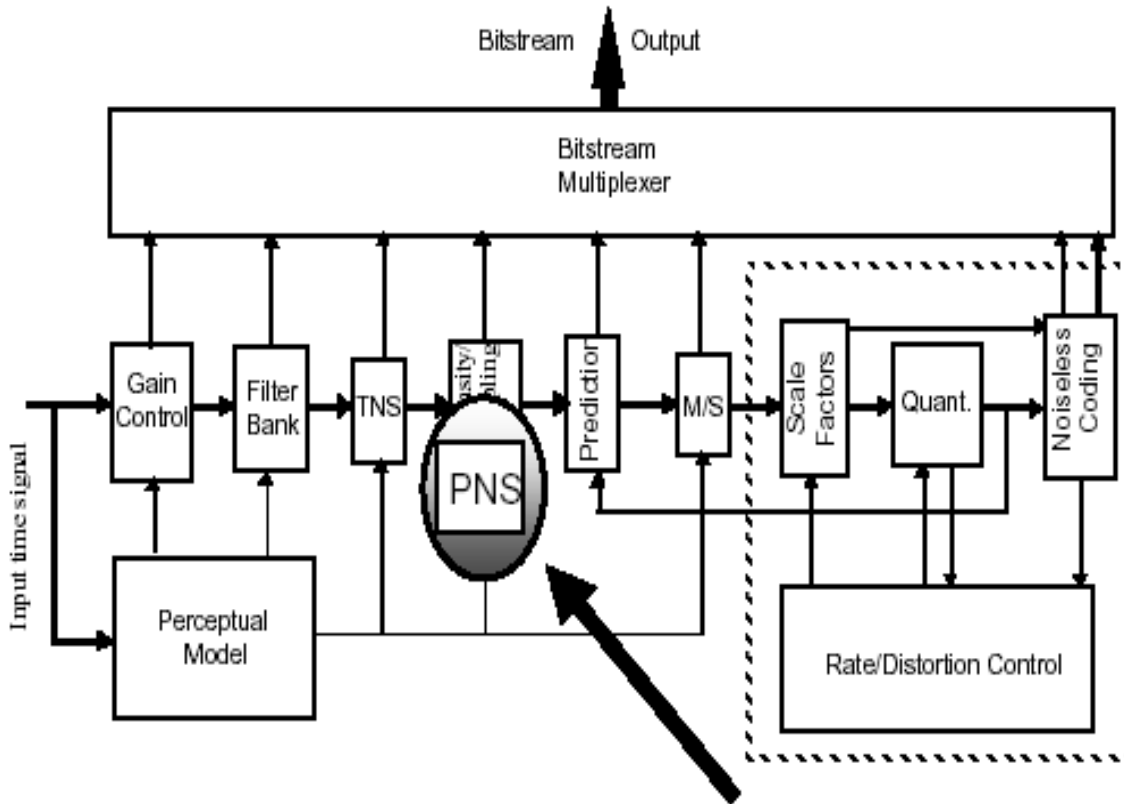 Bitstream Output
Bitstream
Multiplexer
Gain
Control
Filter
Bank
TNS
PNS
Prediction
M/S
Scale
Factors
Quant.
Noiseless
Coding
Input time signal
Perceptual
Model
Rate/Distortion Control